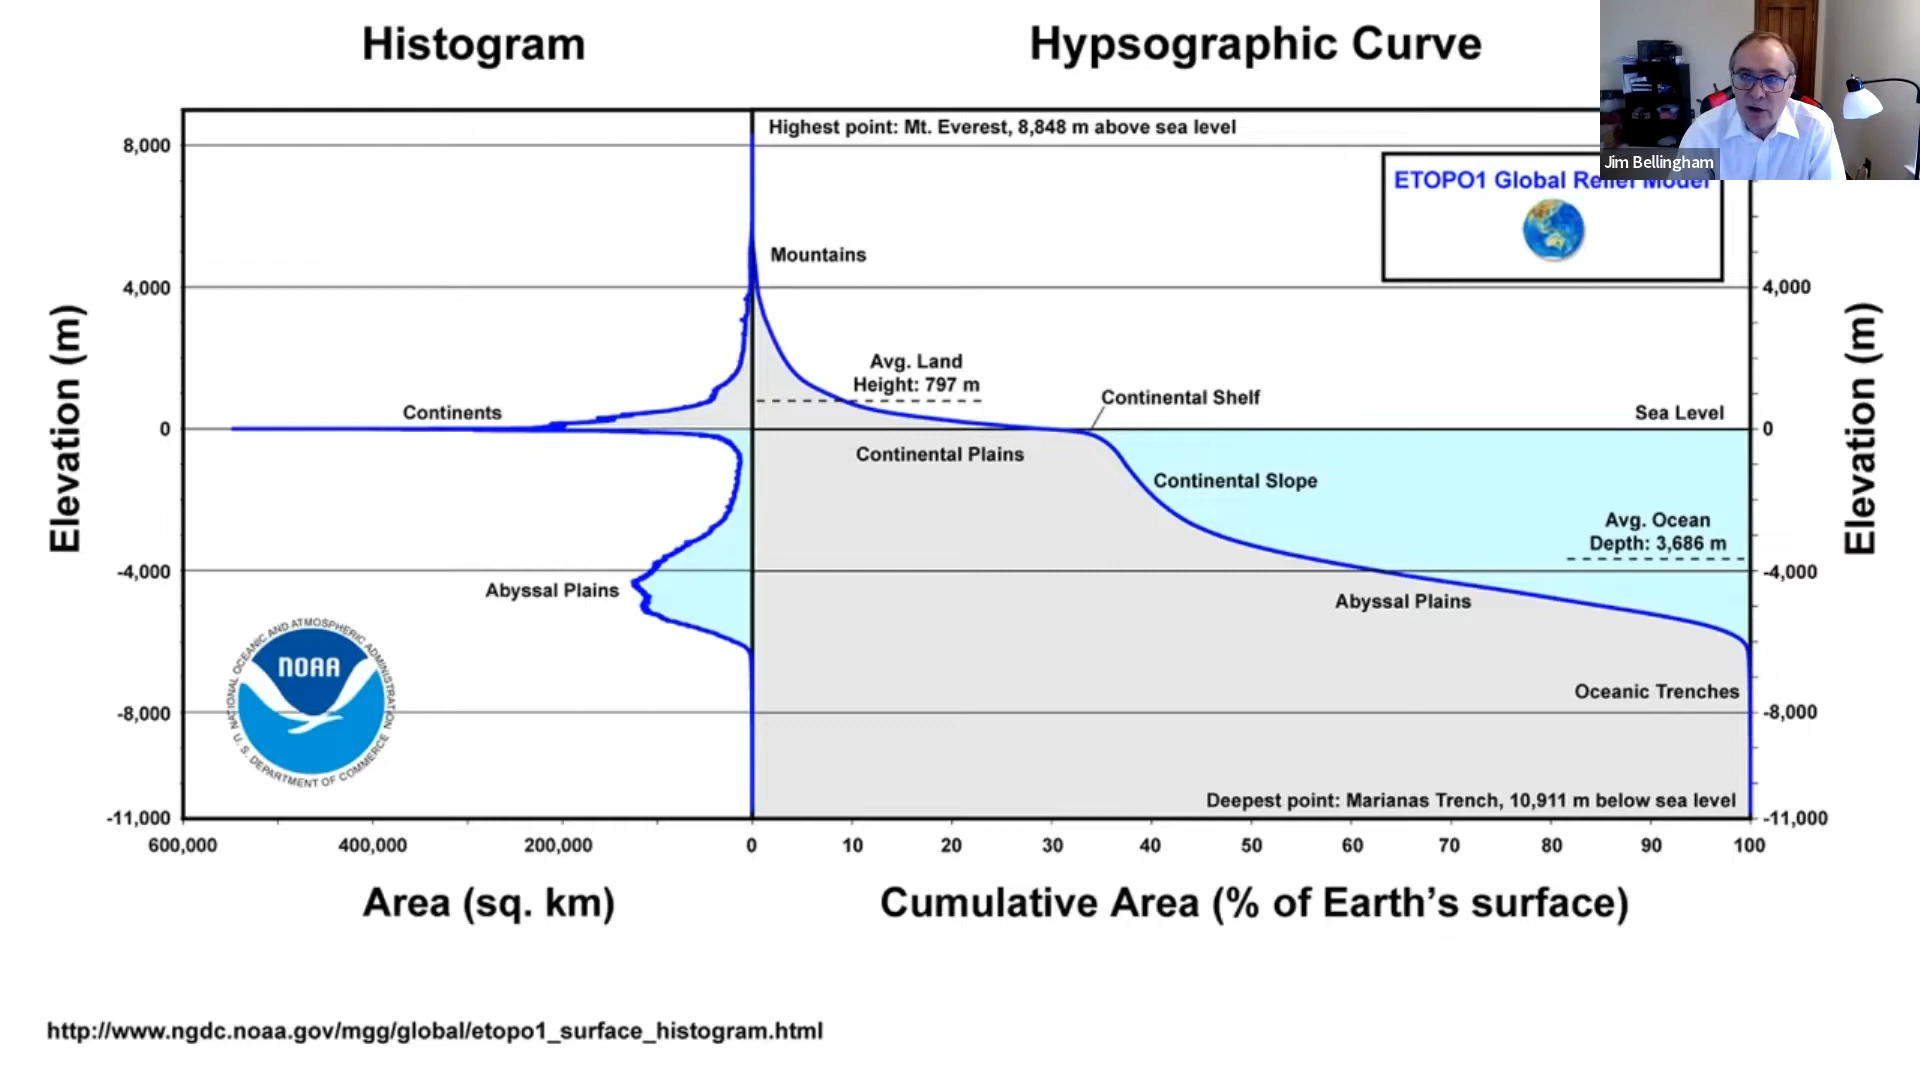 Histogram
Hypsographic Curve
Jim Bellingham
Highest point: Mt. Everest, 8,848 m above sea level
ETOPO1 Global Relief Model
Mountains
Avg. Land
Height: 797 m
Continental Shelf
Continents
Sea Level
Continental Plains
Continental Slope
Avg. Ocean
Depth: 3,686 m
Abyssal Plains
Abyssal Plains
Oceanic Trenches
Deepest point: Marianas Trench, 10,911 m below sea level
NATIONAL OCEANIC AND ATMOSPHERIC ADMINISTRATION
NOAA
U.S. DEPARTMENT OF COMMERCE
Elevation (m)
8,000
4,000
0
-4,000
-8,000
-11,000
Elevation (m)
4,000
0
-4,000
-8,000
-11,000
600,000 400,000 200,000 0 10 20 30 40 50 60 70 80 90 100
Area (sq. km)
Cumulative Area (% of Earth’s surface)
http://www.ngdc.noaa.gov/mgg/global/etopo1_surface_histogram.html